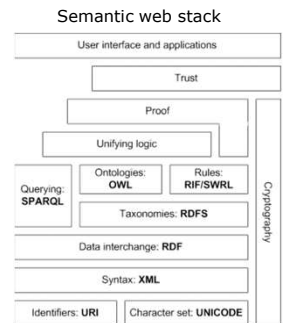 Semantic web stack
User interface and applications
Trust
Proof
Unifying logic
Querying:
SPARQL
Ontologies:
OWL
Rules:
RIF/SWRL
Taxonomies: RDFS
Cryptography
Data interchange: RDF
Syntax: XML
Identifiers: URI
Character set: UNICODE